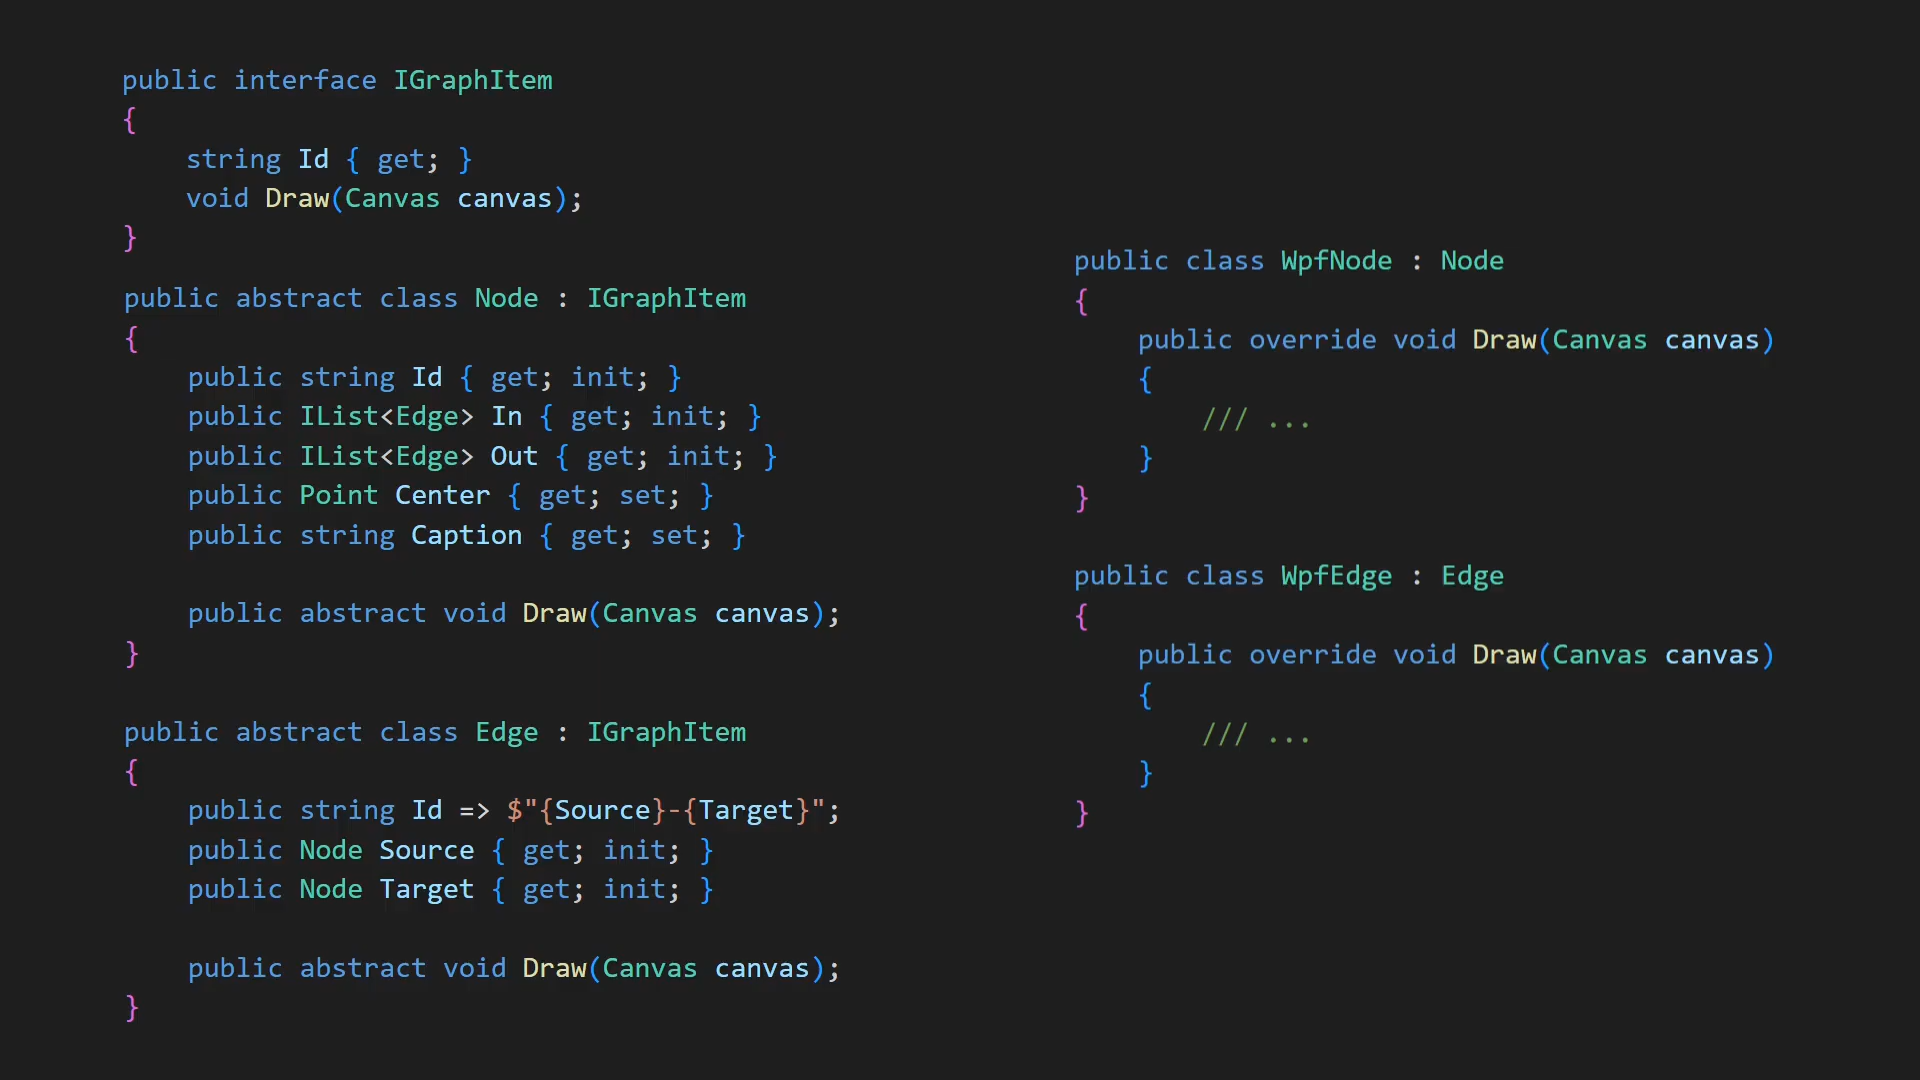 public interface IGraphItem
{
    string Id { get; }
    void Draw(Canvas canvas);
}
public abstract class Node : IGraphItem
{
    public string Id { get; init; }
    public IList<Edge> In { get; init; }
    public IList<Edge> Out { get; init; }
    public Point Center { get; set; }
    public string Caption { get; set; }

    public abstract void Draw(Canvas canvas);
}

public abstract class Edge : IGraphItem
{
    public string Id => $"{Source}-{Target}";
    public Node Source { get; init; }
    public Node Target { get; init; }

    public abstract void Draw(Canvas canvas);
}

public class WpfNode : Node
{
    public override void Draw(Canvas canvas)
    {
        /// ...
    }
}

public class WpfEdge : Edge
{
    public override void Draw(Canvas canvas)
    {
        /// ...
    }
}